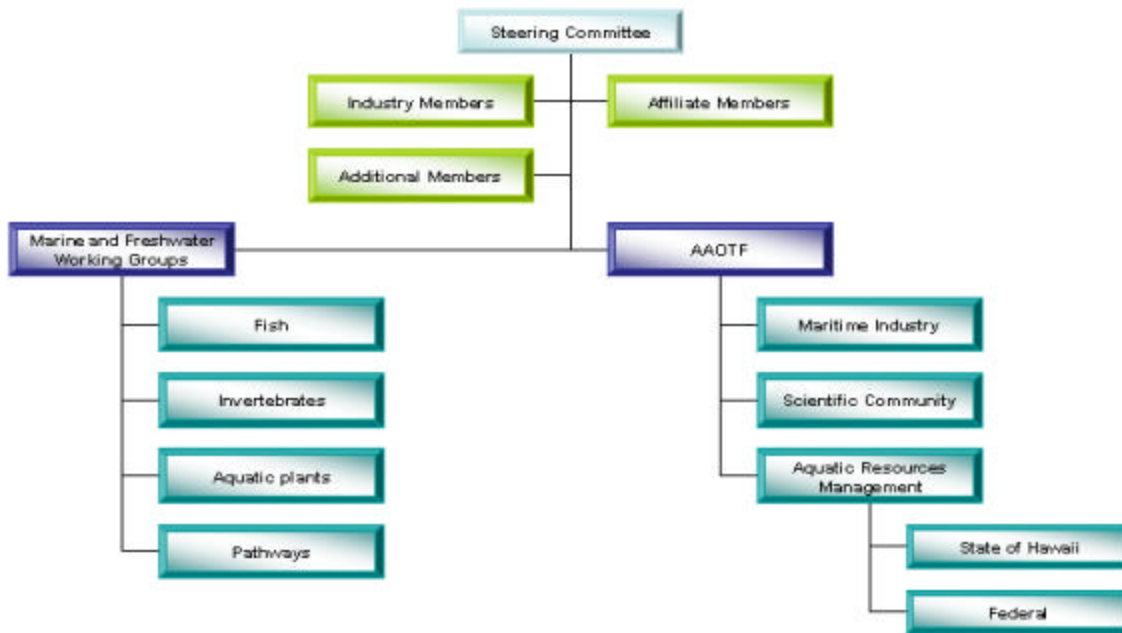 Steering Committee
Industry Members
Affiliate Members
Additional Members
Marine and Freshwater
Working Groups
AAOTF
Fish
Maritime Industry
Invertebrates
Scientific Community
Aquatic plants
Aquatic Resources
Management
Pathways
State of Hawaii
Federal